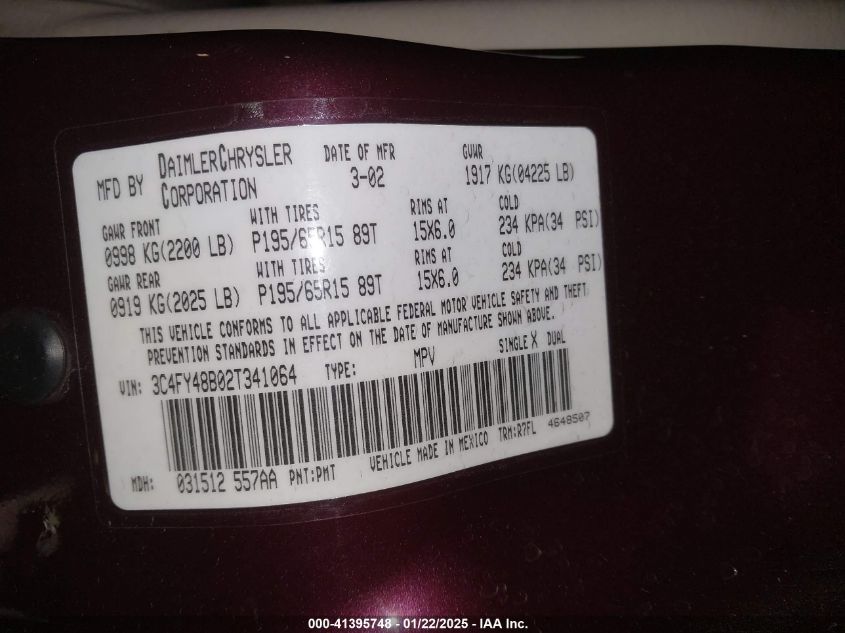 MFD BY DAIMLERCHRYSLER CORPORATION
DATE OF MFR 3-02
GVWR 1917 KG(04225 LB)
GAWR FRONT WITH TIRES RIMS AT COLD
0998 KG(2200 LB) P195/65R15 89T 15X6.0 234 KPA(34 PSI)
GAWR REAR WITH TIRES RIMS AT COLD
0919 KG(2025 LB) P195/65R15 89T 15X6.0 234 KPA(34 PSI)
THIS VEHICLE CONFORMS TO ALL APPLICABLE FEDERAL MOTOR VEHICLE SAFETY AND THEFT
PREVENTION STANDARDS IN EFFECT ON THE DATE OF MANUFACTURE SHOWN ABOVE.
VIN: 3C4FY48B02T341064 TYPE: MPV SINGLE X DUAL
MDH: 031512 557AA PNT:PMT VEHICLE MADE IN MEXICO TRM:R7FL 4648507
000-41395748 - 01/22/2025 - IAA Inc.